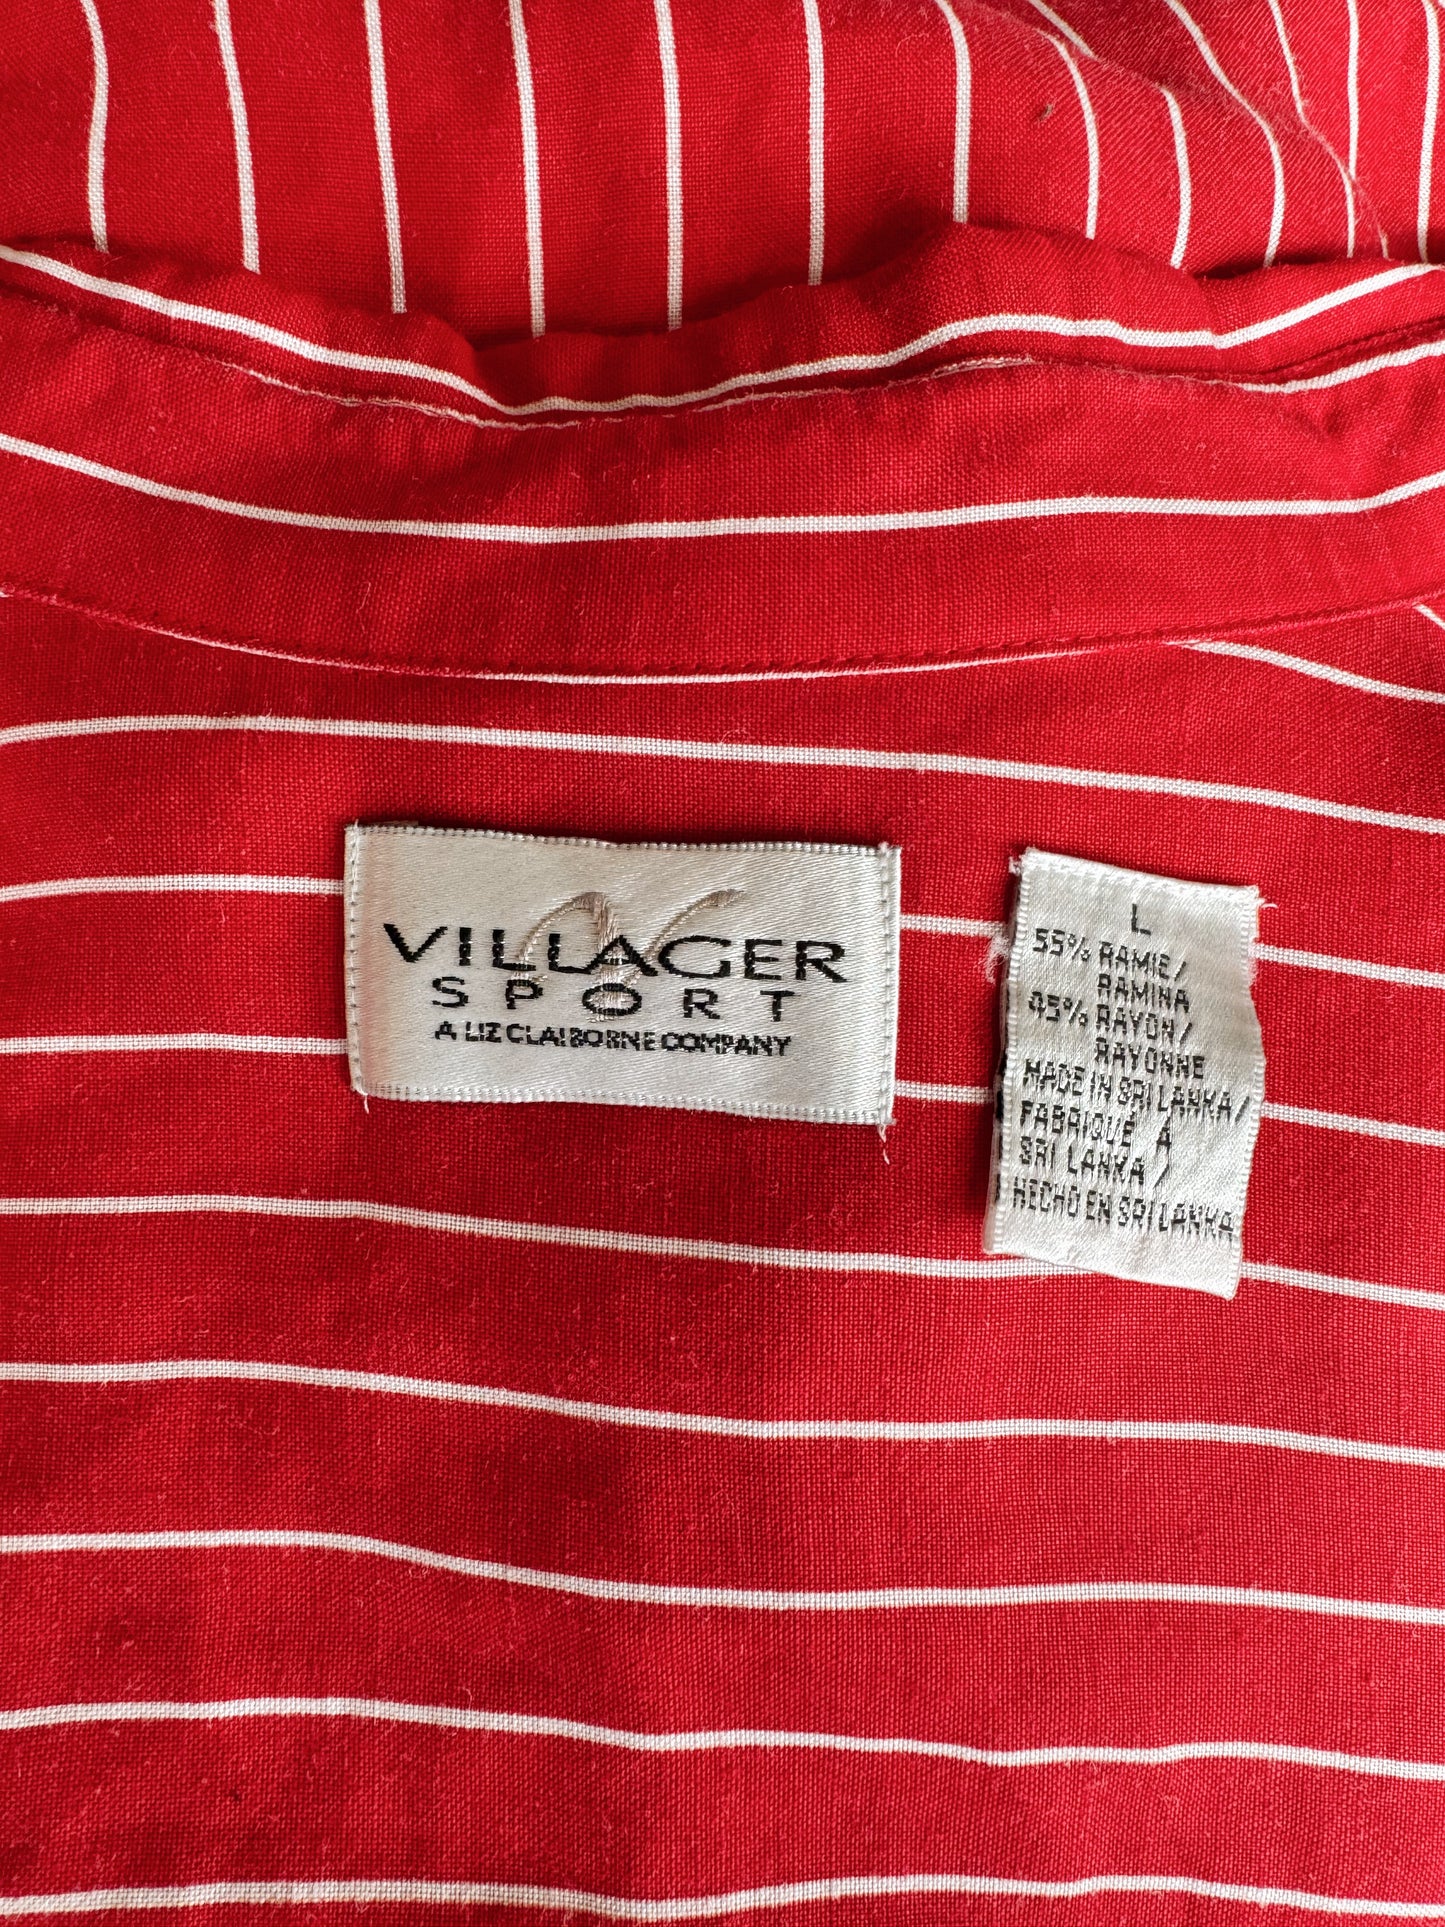 VILLAGER
SPORT
A LIZ CLAIBORNE COMPANY
L
55% RAMIE/
RAMINA
45% RAYON/
RAYONNE
MADE IN SRI LANKA/
FABRIQUÉ A
SRI LANKA/
HECHO EN SRI LANKA